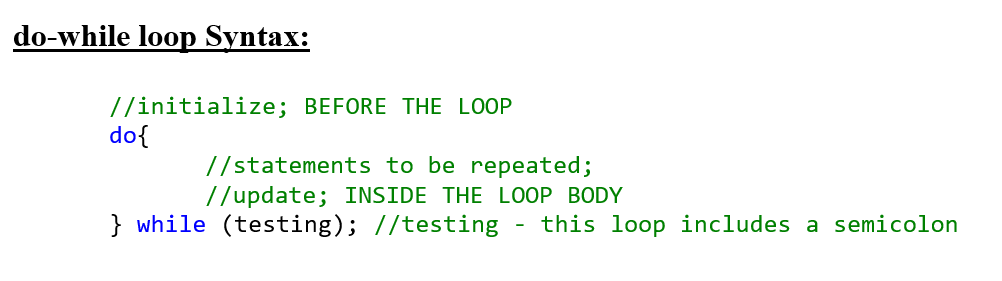 do-while loop Syntax:
//initialize; BEFORE THE LOOP
do{
//statements to be repeated;
//update; INSIDE THE LOOP BODY
} while (testing); //testing - this loop includes a semicolon